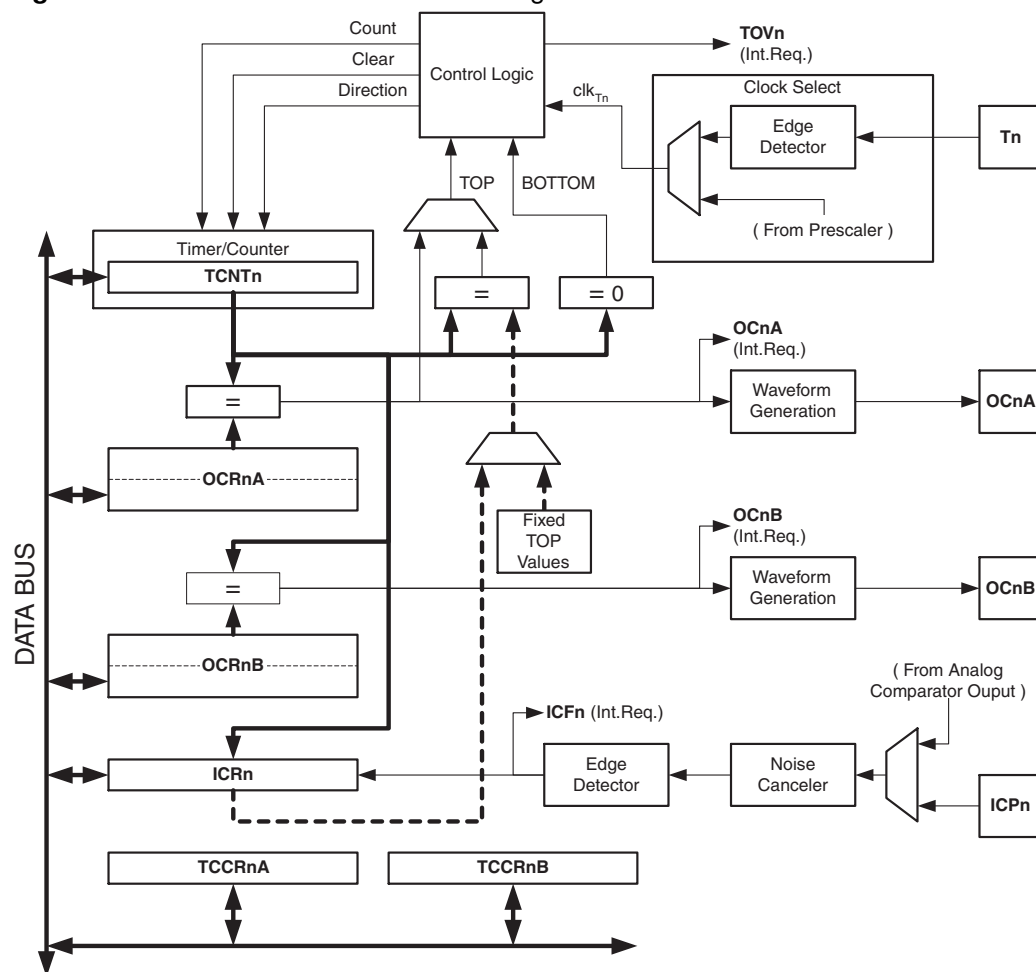 Count
Clear
Direction
Control Logic
TOVn
(Int.Req.)
clkTn
Clock Select
Edge
Detector
Tn
( From Prescaler )
TOP
BOTTOM
Timer/Counter
TCNTn
=
= 0
OCnA
(Int.Req.)
=
Waveform
Generation
OCnA
OCRnA
Fixed
TOP
Values
OCnB
(Int.Req.)
=
Waveform
Generation
OCnB
OCRnB
DATA BUS
( From Analog
Comparator Ouput )
ICFn (Int.Req.)
ICRn
Edge
Detector
Noise
Canceler
ICPn
TCCRnA
TCCRnB